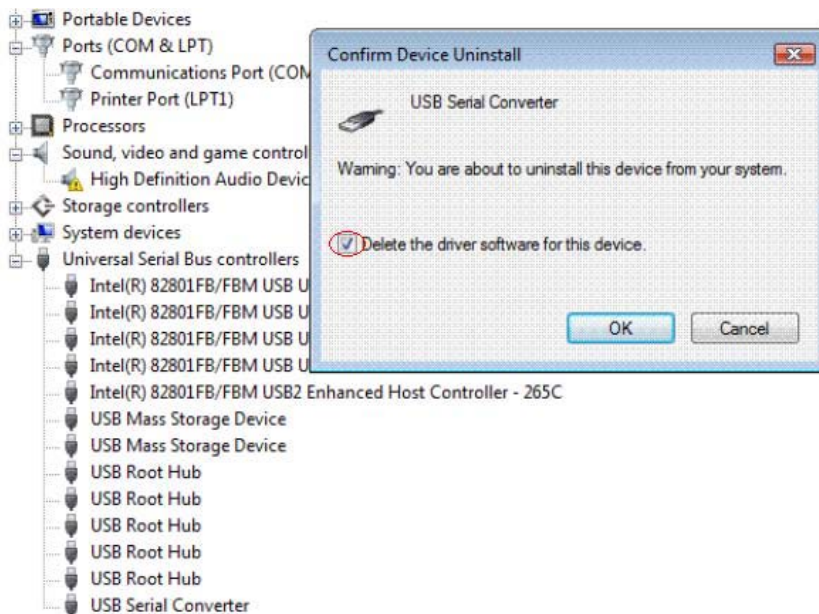 Portable Devices
Ports (COM & LPT)
Communications Port (COM
Printer Port (LPT1)
Processors
Sound, video and game control
High Definition Audio Devic
Storage controllers
System devices
Universal Serial Bus controllers
Intel(R) 82801FB/FBM USB U
Intel(R) 82801FB/FBM USB U
Intel(R) 82801FB/FBM USB U
Intel(R) 82801FB/FBM USB U
Intel(R) 82801FB/FBM USB2 Enhanced Host Controller - 265C
USB Mass Storage Device
USB Mass Storage Device
USB Root Hub
USB Root Hub
USB Root Hub
USB Root Hub
USB Root Hub
USB Serial Converter
Confirm Device Uninstall
USB Serial Converter
Warning: You are about to uninstall this device from your system.
Delete the driver software for this device.
OK
Cancel